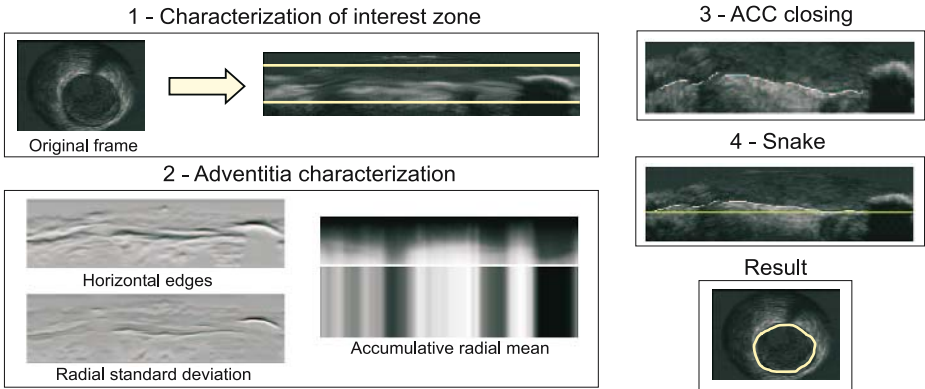 1 - Characterization of interest zone
Original frame
2 - Adventitia characterization
Horizontal edges
Radial standard deviation
Accumulative radial mean
3 - ACC closing
4 - Snake
Result